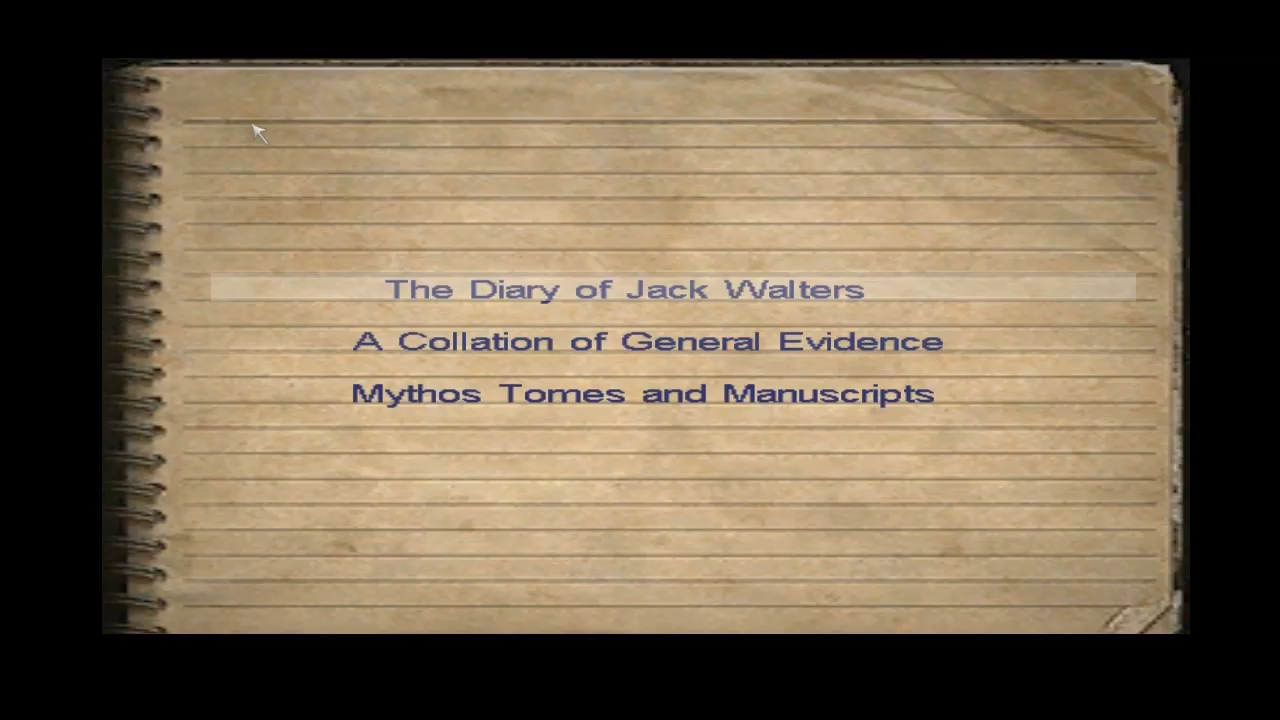 The Diary of Jack Walters
A Collation of General Evidence
Mythos Tomes and Manuscripts